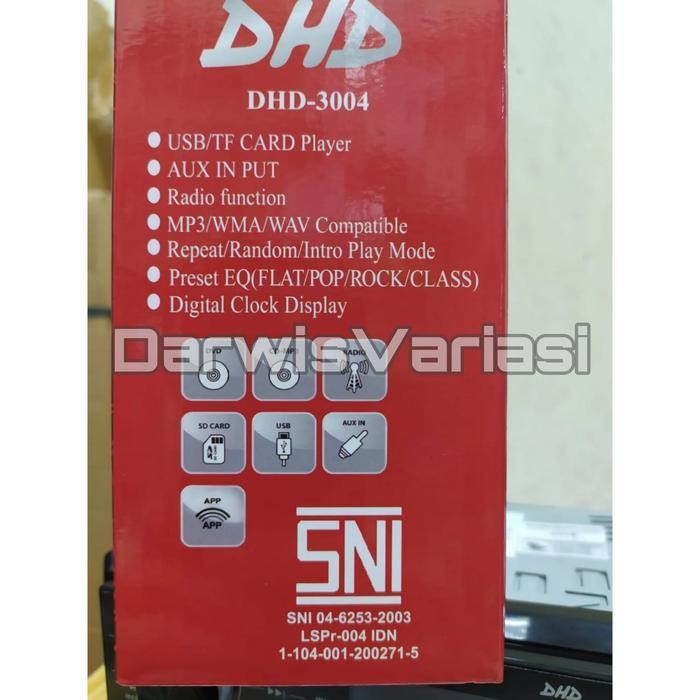 DHD
DHD-3004
USB/TF CARD Player
AUX IN PUT
Radio function
MP3/WMA/WAV Compatible
Repeat/Random/Intro Play Mode
Preset EQ(FLAT/POP/ROCK/CLASS)
Digital Clock Display
DarwisVariasi
DVD
CD-MP3
RADIO
SD CARD
USB
AUX IN
APP
APP
SNI
SNI 04-6253-2003
LSPr-004 IDN
1-104-001-200271-5
DHD